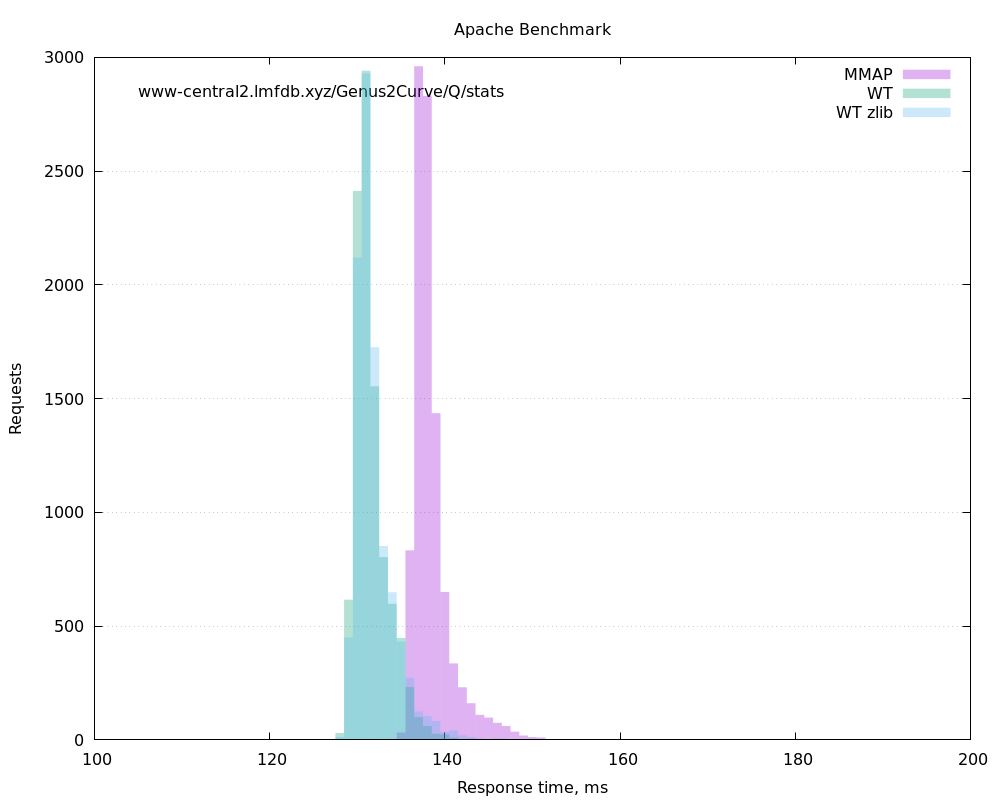 Apache Benchmark
3000
www-central2.lmfdb.xyz/Genus2Curve/Q/stats
MMAP
WT
WT zlib
2500
2000
1500
1000
500
0
Requests
100 120 140 160 180 200
Response time, ms